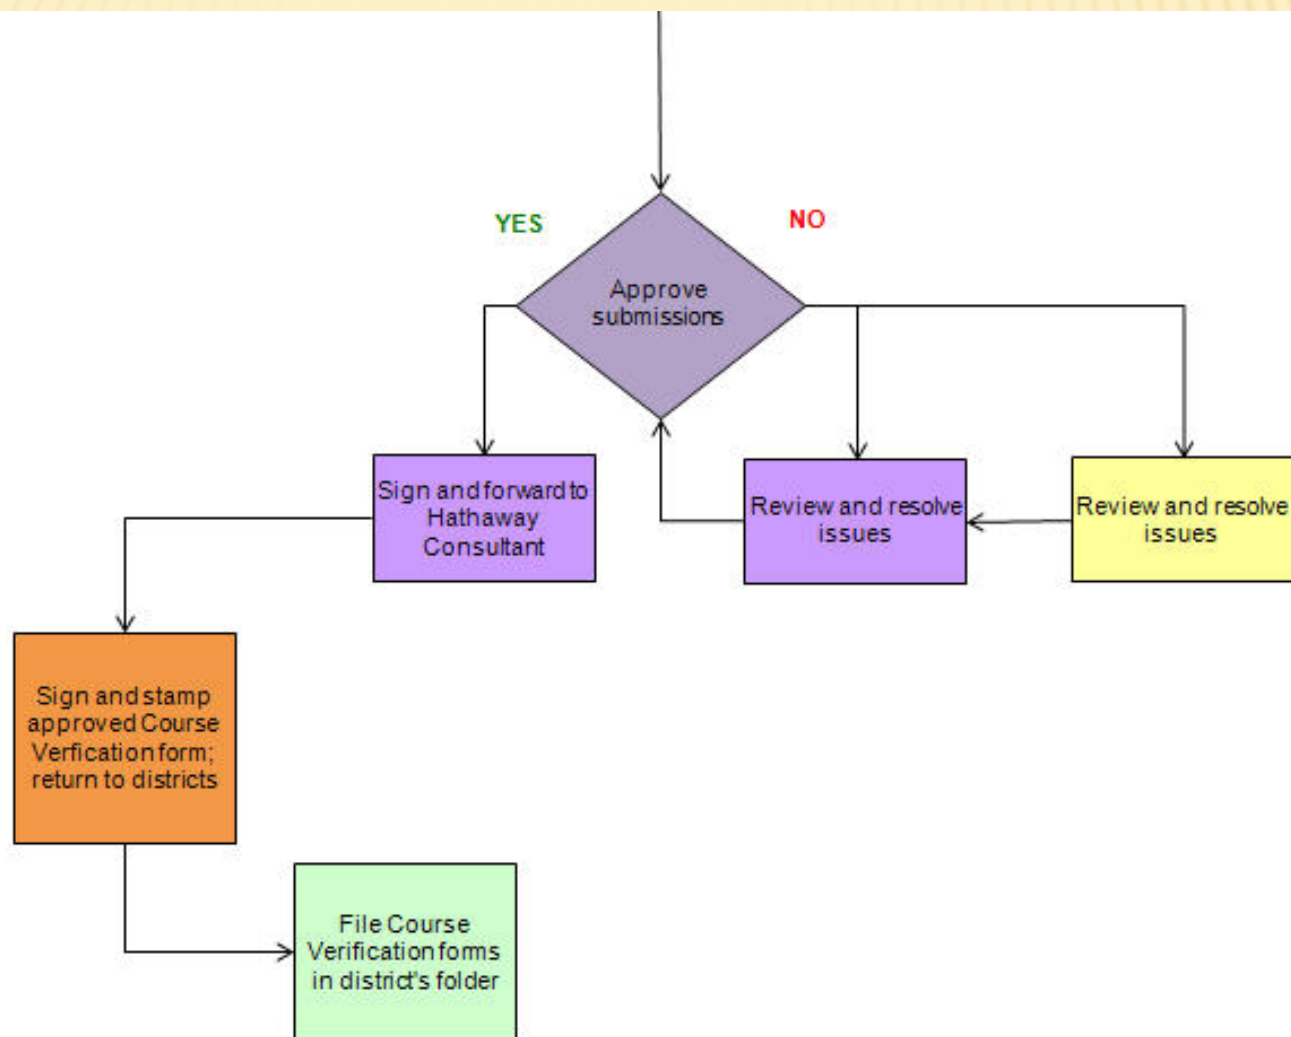 YES
NO
Approve
submissions
Sign and forward to
Hathaway
Consultant
Review and resolve
issues
Review and resolve
issues
Sign and stamp
approved Course
Verfication form;
return to districts
File Course
Verification forms
in district's folder